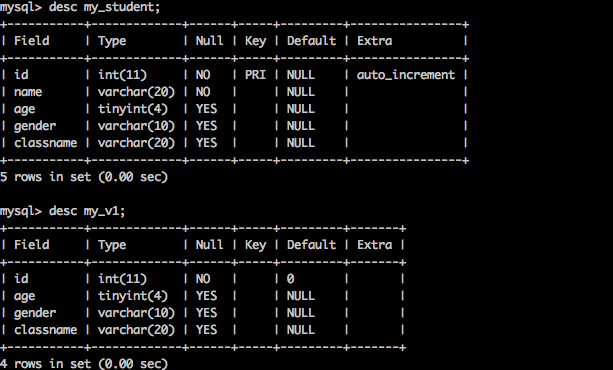 mysql> desc my_student;
+-----------+-------------+------+-----+---------+----------------+
| Field     | Type        | Null | Key | Default | Extra          |
+-----------+-------------+------+-----+---------+----------------+
| id        | int(11)     | NO   | PRI | NULL    | auto_increment |
| name      | varchar(20) | NO   |     | NULL    |                |
| age       | tinyint(4)  | YES  |     | NULL    |                |
| gender    | varchar(10) | YES  |     | NULL    |                |
| classname | varchar(20) | YES  |     | NULL    |                |
+-----------+-------------+------+-----+---------+----------------+
5 rows in set (0.00 sec)
mysql> desc my_v1;
+-----------+-------------+------+-----+---------+-------+
| Field     | Type        | Null | Key | Default | Extra |
+-----------+-------------+------+-----+---------+-------+
| id        | int(11)     | NO   |     | 0       |       |
| age       | tinyint(4)  | YES  |     | NULL    |       |
| gender    | varchar(10) | YES  |     | NULL    |       |
| classname | varchar(20) | YES  |     | NULL    |       |
+-----------+-------------+------+-----+---------+-------+
4 rows in set (0.00 sec)